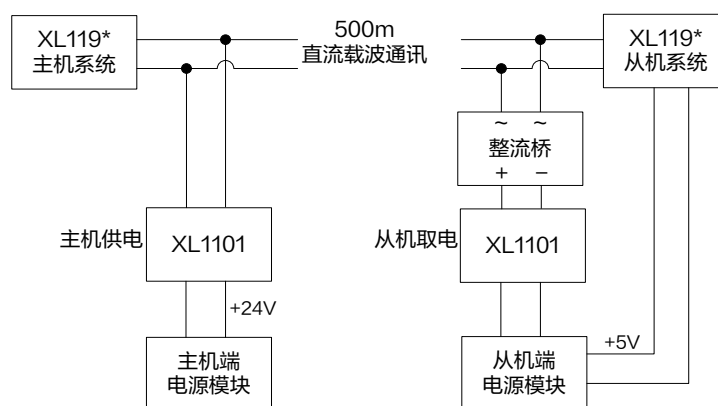 XL119*
主机系统
500m
直流载波通讯
XL119*
从机系统
~ ~
整流桥
+ −
主机供电
XL1101
从机取电
XL1101
+24V
+5V
主机端
电源模块
从机端
电源模块